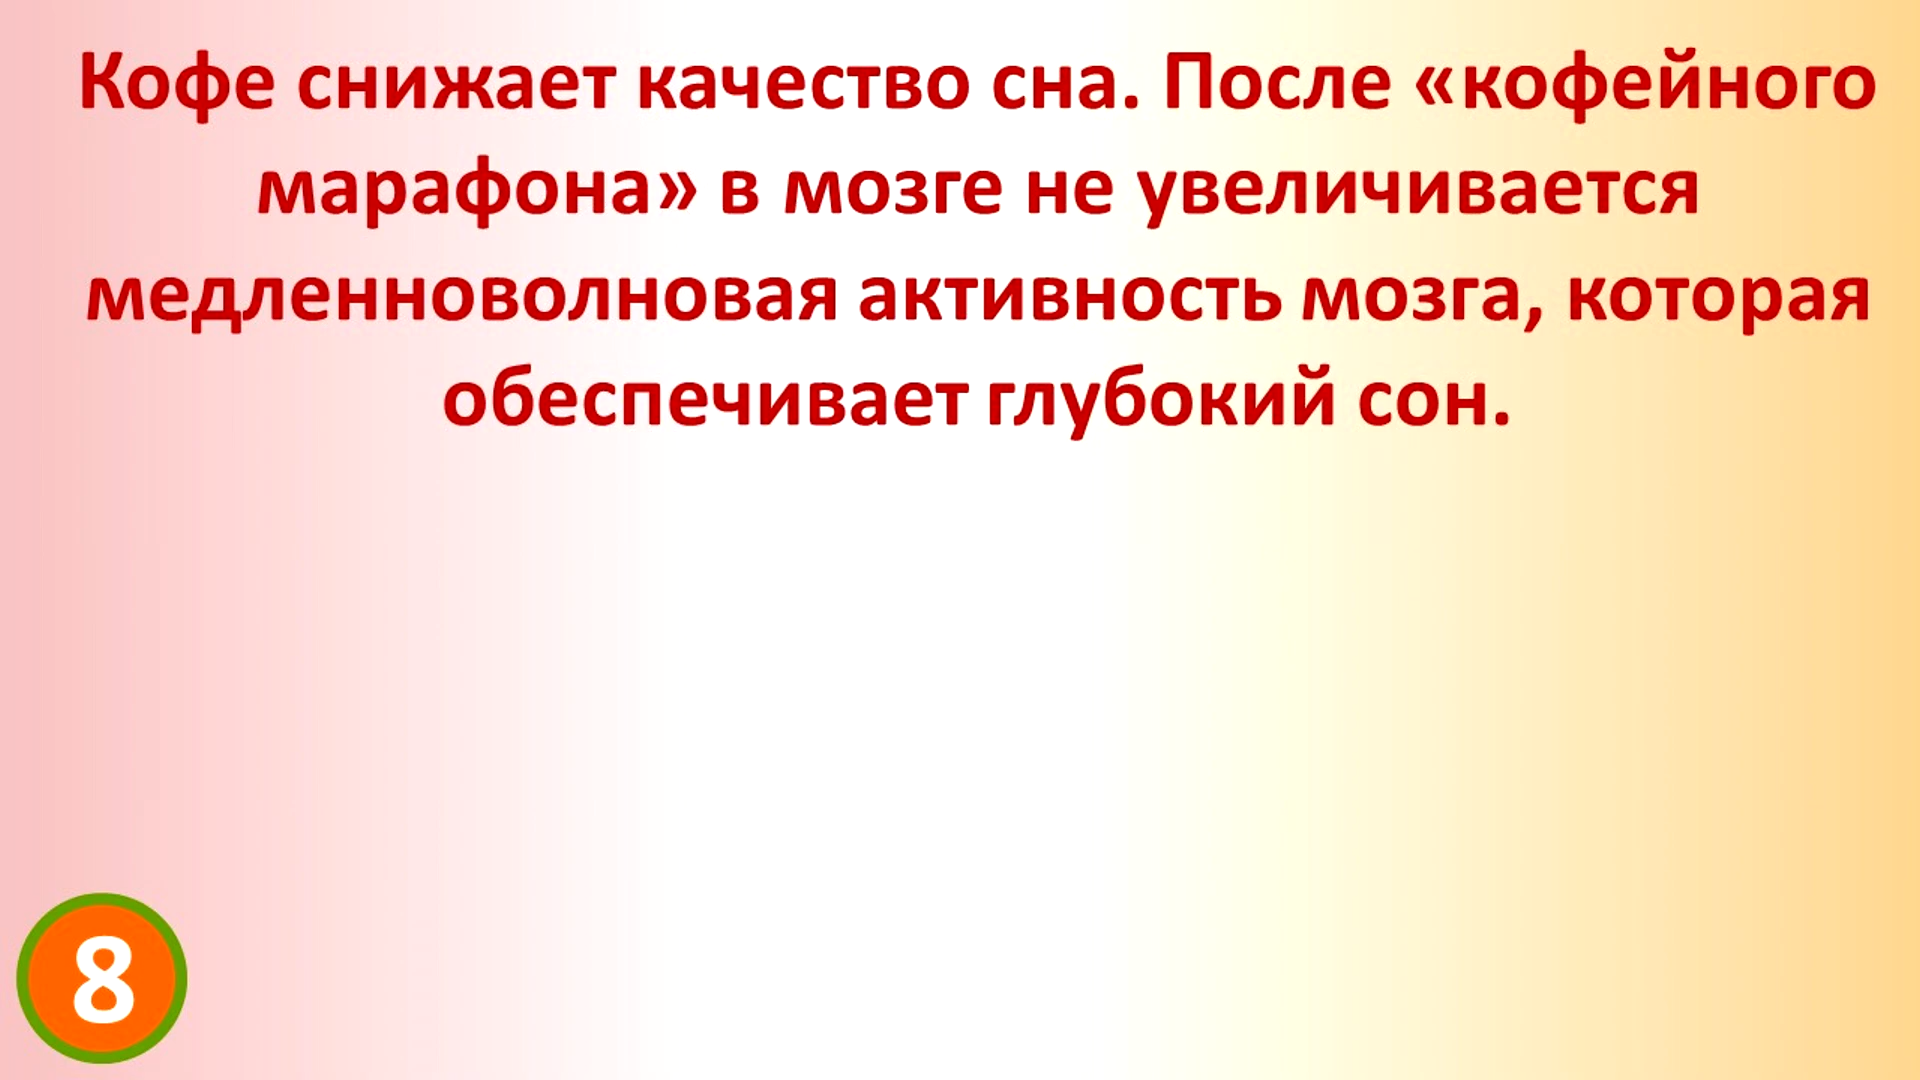 Кофе снижает качество сна. После «кофейного
марафона» в мозге не увеличивается
медленноволновая активность мозга, которая
обеспечивает глубокий сон.
8